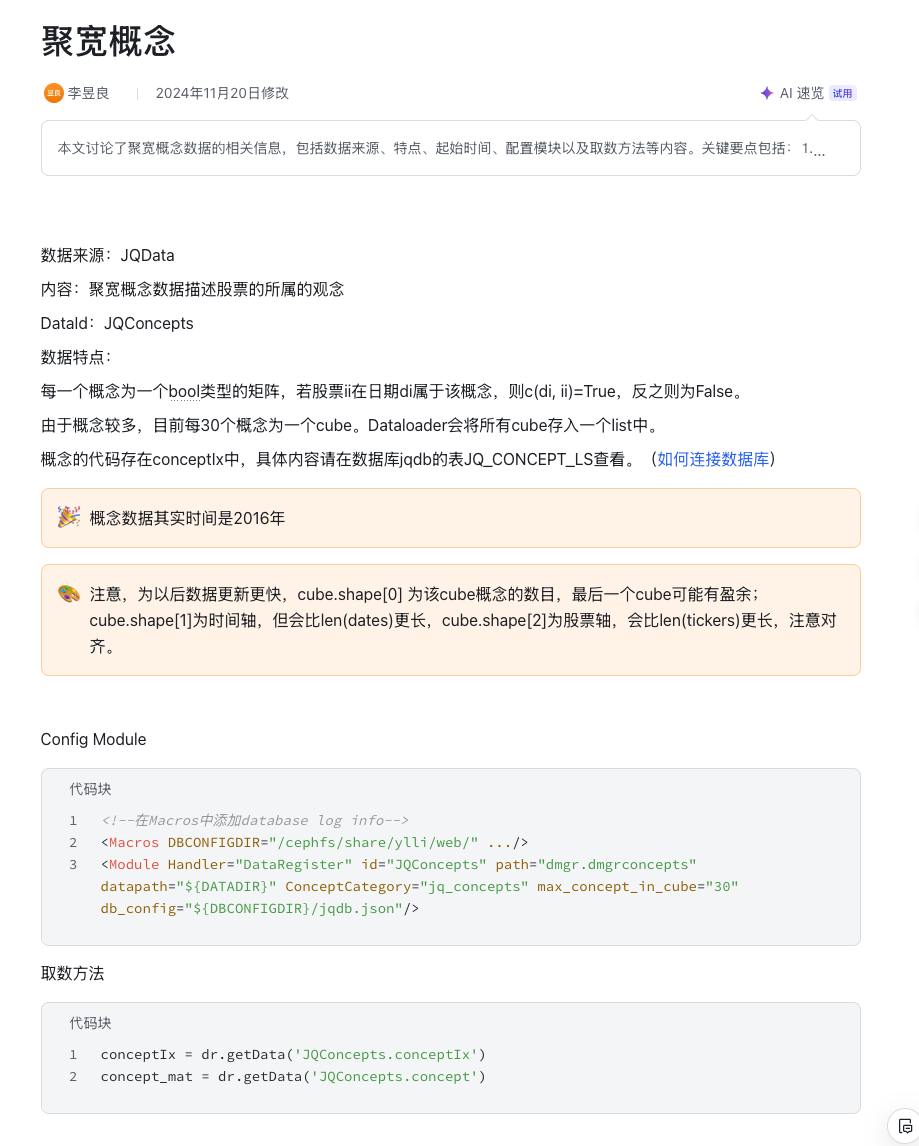 聚宽概念
昱良 李昱良 2024年11月20日修改 AI 速览 试用
本文讨论了聚宽概念数据的相关信息，包括数据来源、特点、起始时间、配置模块以及取数方法等内容。关键要点包括： 1....
数据来源：JQData
内容：聚宽概念数据描述股票的所属的观念
DataId：JQConcepts
数据特点：
每一个概念为一个bool类型的矩阵，若股票ii在日期di属于该概念，则c(di, ii)=True，反之则为False。
由于概念较多，目前每30个概念为一个cube。Dataloader会将所有cube存入一个list中。
概念的代码存在conceptIx中，具体内容请在数据库jqdb的表JQ_CONCEPT_LS查看。（如何连接数据库）
概念数据其实时间是2016年
注意，为以后数据更新更快，cube.shape[0] 为该cube概念的数目，最后一个cube可能有盈余；
cube.shape[1]为时间轴，但会比len(dates)更长，cube.shape[2]为股票轴，会比len(tickers)更长，注意对
齐。
Config Module
代码块
1 <!--在Macros中添加database log info-->
2 <Macros DBCONFIGDIR="/cephfs/share/ylli/web/" .../>
3 <Module Handler="DataRegister" id="JQConcepts" path="dmgr.dmgrconcepts"
datapath="${DATADIR}" ConceptCategory="jq_concepts" max_concept_in_cube="30"
db_config="${DBCONFIGDIR}/jqdb.json"/>
取数方法
代码块
1 conceptIx = dr.getData('JQConcepts.conceptIx')
2 concept_mat = dr.getData('JQConcepts.concept')